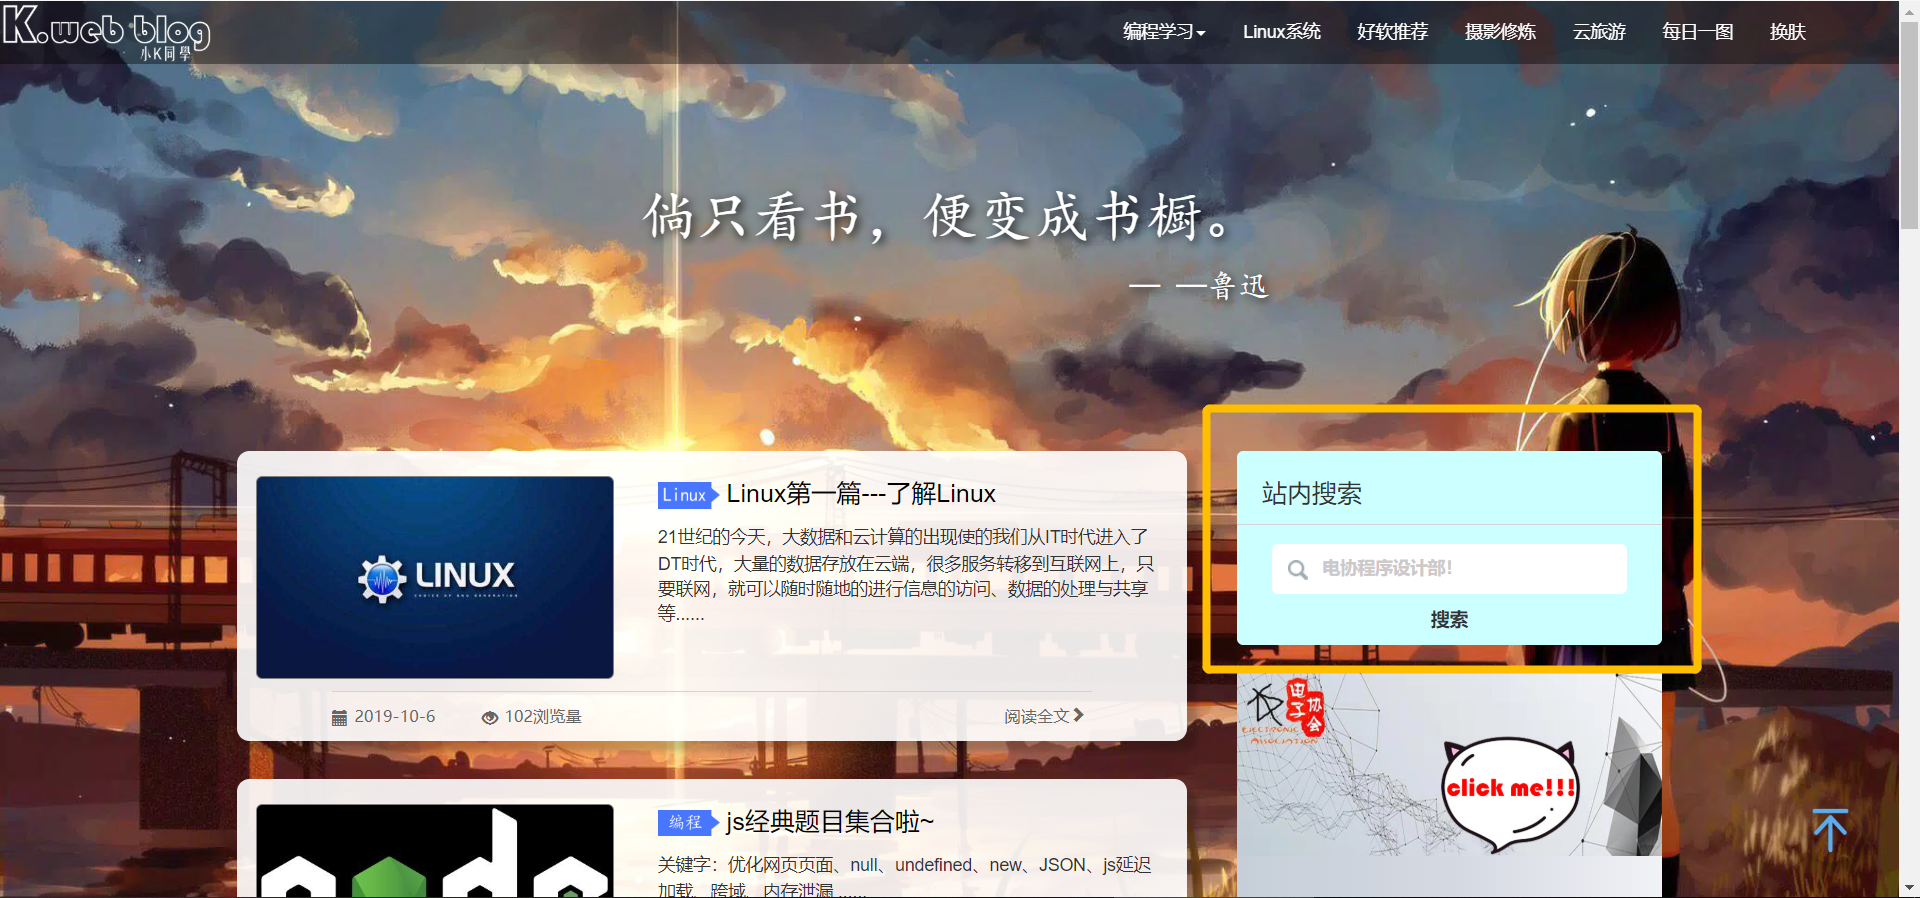 K.web blog
小K同學
编程学习 Linux系统 好软推荐 摄影修炼 云旅游 每日一图 换肤
倘只看书，便变成书橱。
— —鲁迅
LINUX
CHOICE OF GNU GENERATION
Linux Linux第一篇---了解Linux
21世纪的今天，大数据和云计算的出现使的我们从IT时代进入了
DT时代，大量的数据存放在云端，很多服务转移到互联网上，只
要联网，就可以随时随地的进行信息的访问、数据的处理与共享
等......
2019-10-6 102浏览量 阅读全文
站内搜索
电协程序设计部!
搜索
电子协会
ELECTRONIC
ASSOCIATION
click me!!!
编程 js经典题目集合啦~
关键字：优化网页页面、null、undefined、new、JSON、js延迟
加载、跨域、内存泄漏......